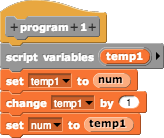 + program + 1 +
script variables temp1
set temp1 to num
change temp1 by 1
set num to temp1